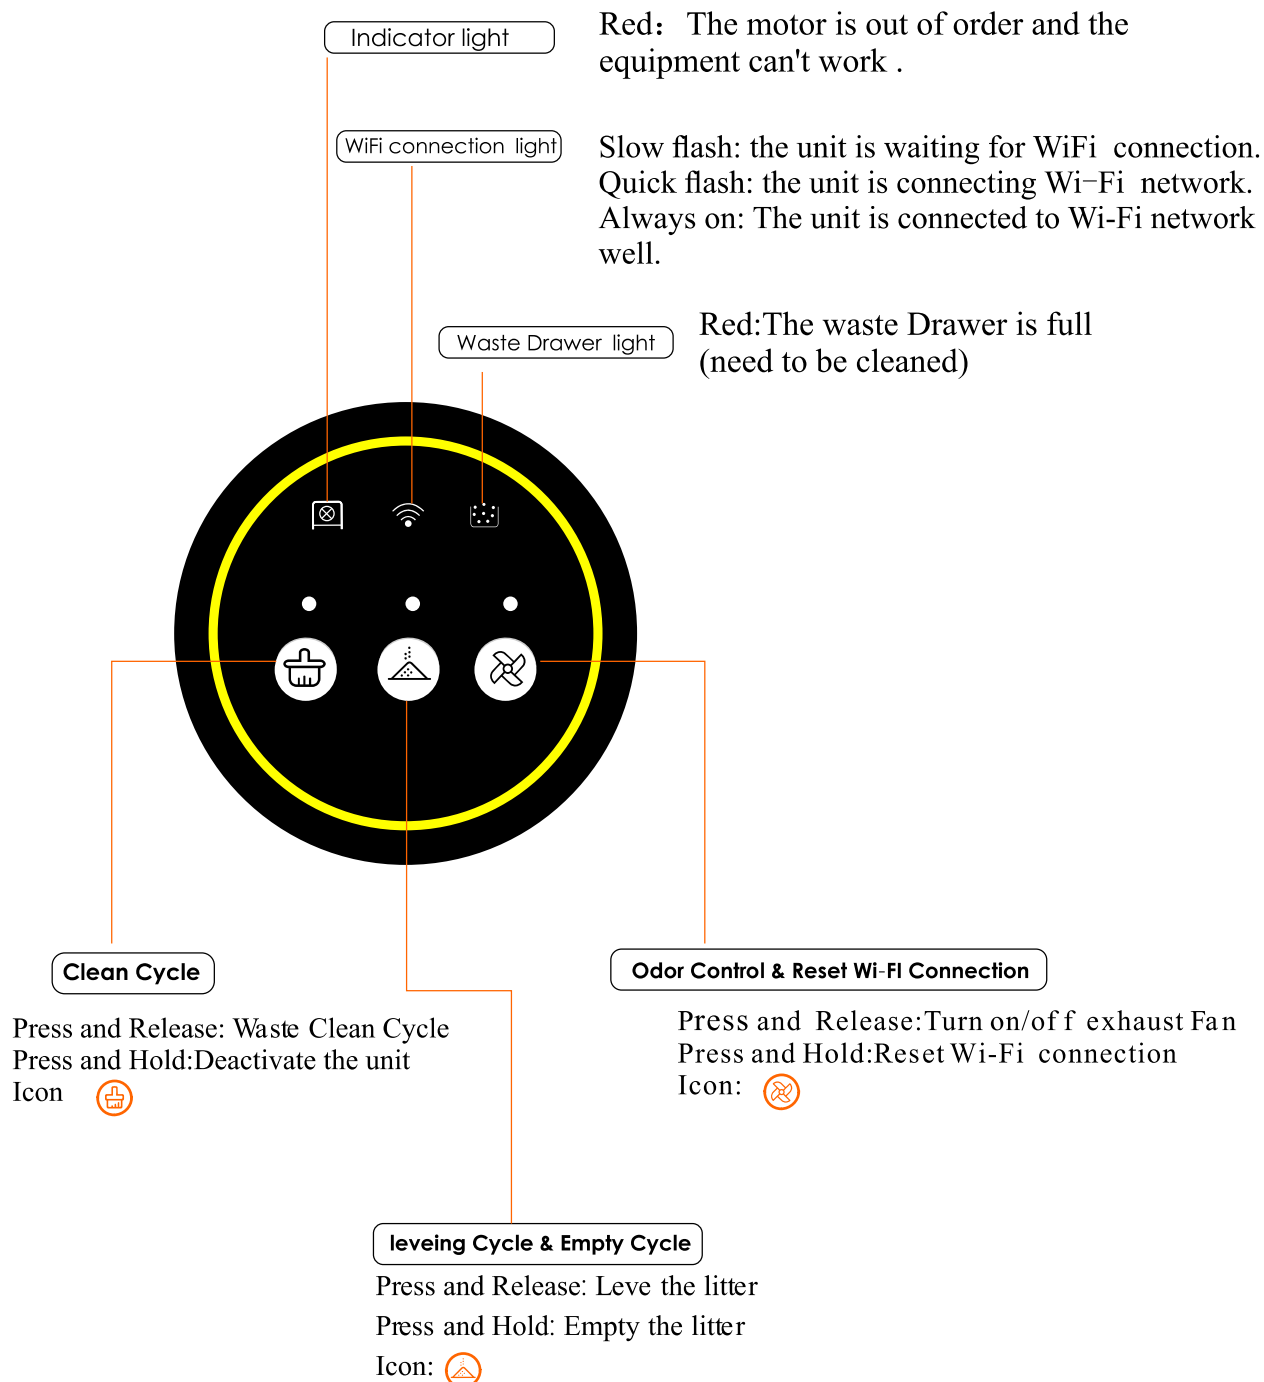 Indicator light
Red： The motor is out of order and the
equipment can't work .
WiFi connection light
Slow flash: the unit is waiting for WiFi connection.
Quick flash: the unit is connecting Wi−Fi network.
Always on: The unit is connected to Wi-Fi network
well.
Waste Drawer light
Red:The waste Drawer is full
(need to be cleaned)
Clean Cycle
Press and Release: Waste Clean Cycle
Press and Hold:Deactivate the unit
Icon
Odor Control & Reset Wi-FI Connection
Press and Release:Turn on/off exhaust Fan
Press and Hold:Reset Wi-Fi connection
Icon:
leveing Cycle & Empty Cycle
Press and Release: Leve the litter
Press and Hold: Empty the litter
Icon: